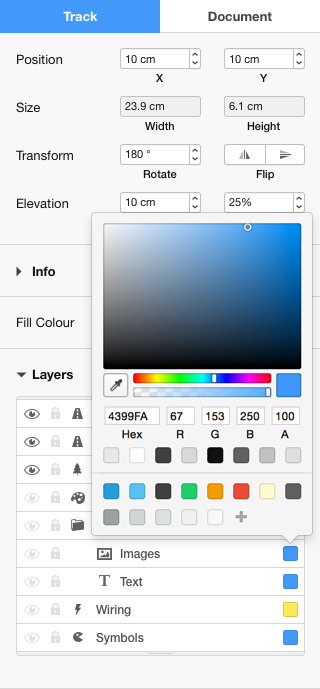 Track Document
Position 10 cm 10 cm
X Y
Size 23.9 cm 6.1 cm
Width Height
Transform 180 °
Rotate Flip
Elevation 10 cm 25%
Info
Fill Colour
Layers
4399FA 67 153 250 100
Hex R G B A
Images
T Text
Wiring
Symbols